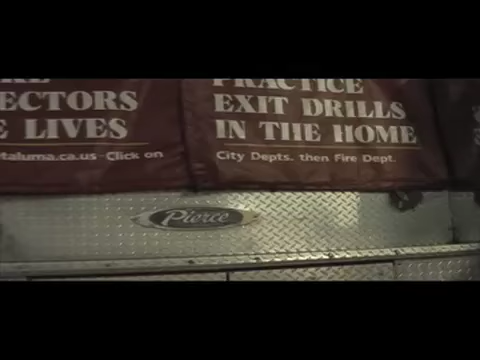 ECTORS
LIVES
taluma.ca.us Click on
PRACTICE
EXIT DRILLS
IN THE HOME
City Depts. then Fire Dept.
Pierce